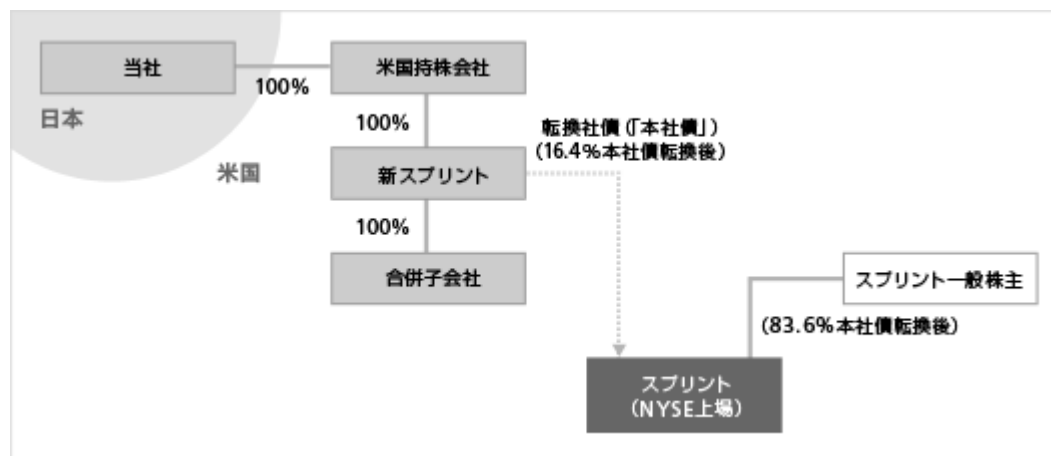 当社
100%
米国持株会社
日本
100%
転換社債(「本社債」)
(16.4%本社債転換後)
米国
新スプリント
100%
合併子会社
スプリント一般株主
(83.6%本社債転換後)
スプリント
(NYSE上場)